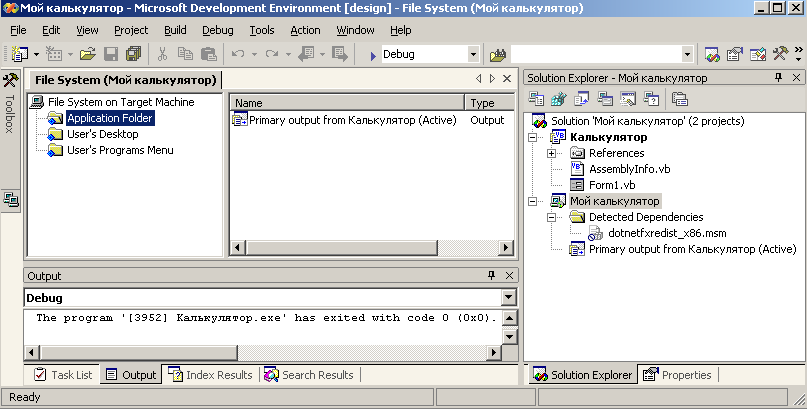 Мой калькулятор - Microsoft Development Environment [design] - File System (Мой калькулятор)
File Edit View Project Build Debug Tools Action Window Help
Debug
Toolbox
File System (Мой калькулятор)
File System on Target Machine
Application Folder
User's Desktop
User's Programs Menu
Name Type
Primary output from Калькулятор (Active) Output
Output
Debug
The program '[3952] Калькулятор.exe' has exited with code 0 (0x0).
Task List Output Index Results Search Results
Solution Explorer - Мой калькулятор
Solution 'Мой калькулятор' (2 projects)
Калькулятор
References
AssemblyInfo.vb
Form1.vb
Мой калькулятор
Detected Dependencies
dotnetfxredist_x86.msm
Primary output from Калькулятор (Active)
Solution Explorer Properties
Ready